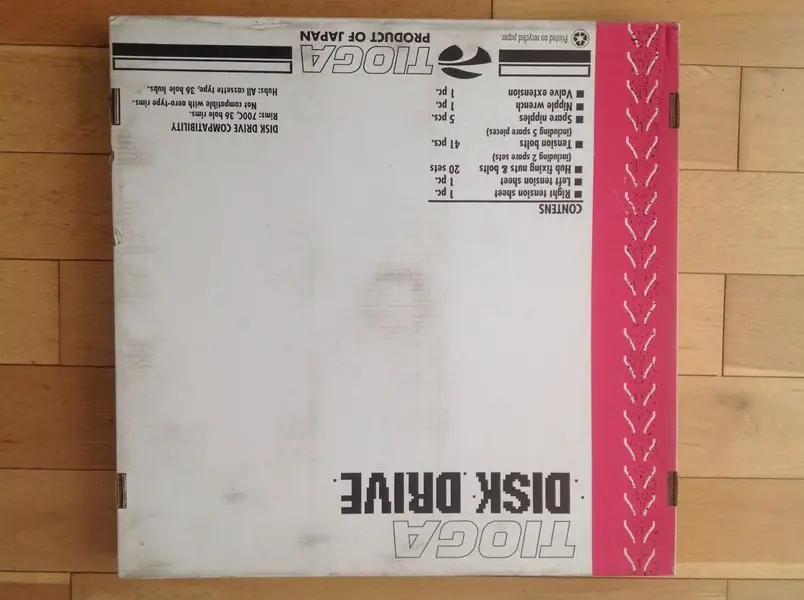 TIOGA
DISK DRIVE
CONTENS
■ Right tension sheet 1 pc.
■ Left tension sheet 1 pc.
■ Hub fixing nuts & bolts 20 sets
(including 2 spare sets)
■ Tension bolts 41 pcs.
(including 5 spare pieces)
■ Spare nipples 5 pcs.
■ Nipple wrench 1 pc.
■ Valve extension 1 pc.
DISK DRIVE COMPATIBILITY
Rims: 700C, 36 hole rims.
Not compatible with aero-type rims.
Hubs: All cassette type, 36 hole hubs.
TIOGA
PRODUCT OF JAPAN
Printed on recycled paper.